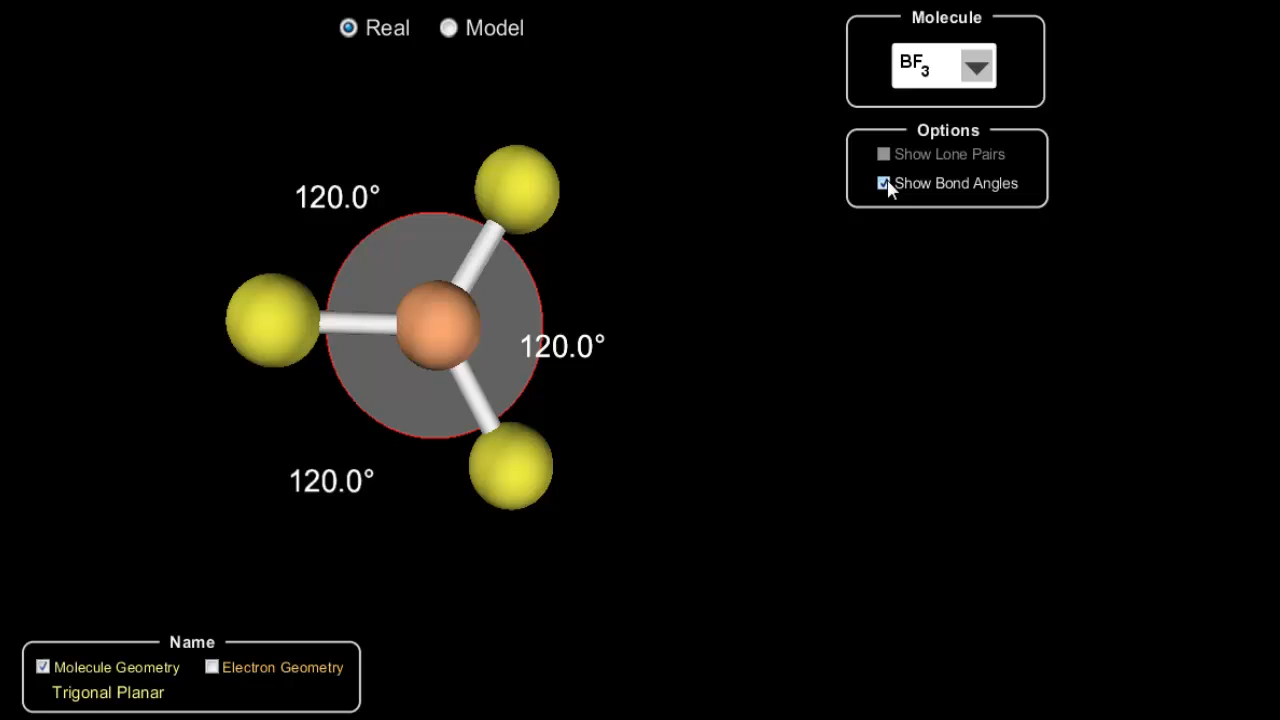 Real Model
Molecule
BF3
Options
Show Lone Pairs
Show Bond Angles
120.0°
120.0°
120.0°
Name
Molecule Geometry Electron Geometry
Trigonal Planar